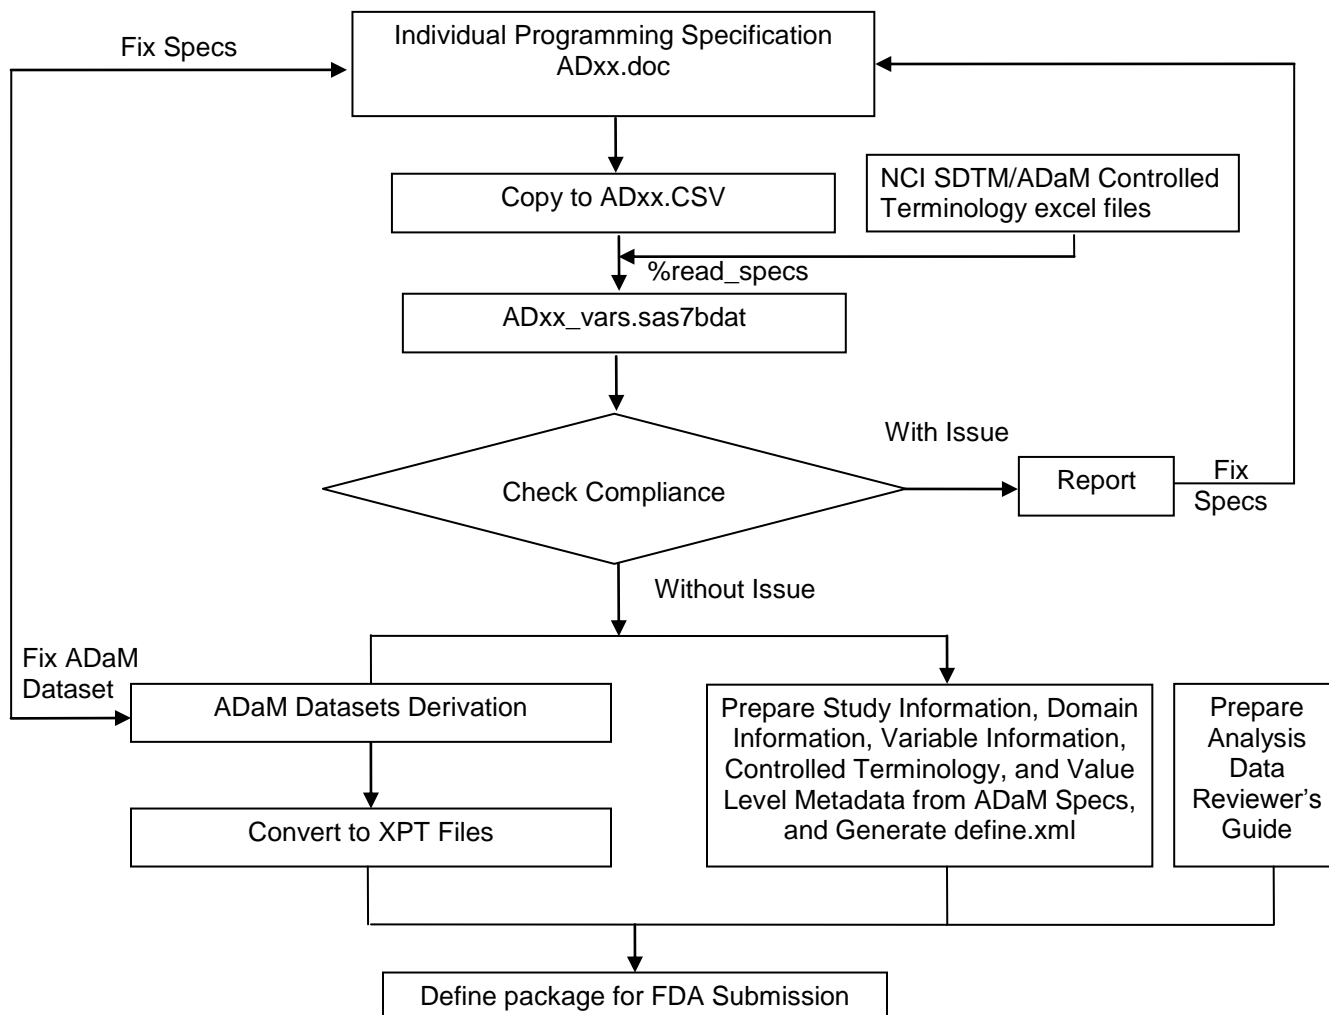 Fix Specs
Individual Programming Specification
ADxx.doc
Copy to ADxx.CSV
NCI SDTM/ADaM Controlled
Terminology excel files
%read_specs
ADxx_vars.sas7bdat
With Issue
Check Compliance
Report
Fix
Specs
Without Issue
Fix ADaM
Dataset
ADaM Datasets Derivation
Prepare Study Information, Domain
Information, Variable Information,
Controlled Terminology, and Value
Level Metadata from ADaM Specs,
and Generate define.xml
Prepare
Analysis
Data
Reviewer's
Guide
Convert to XPT Files
Define package for FDA Submission